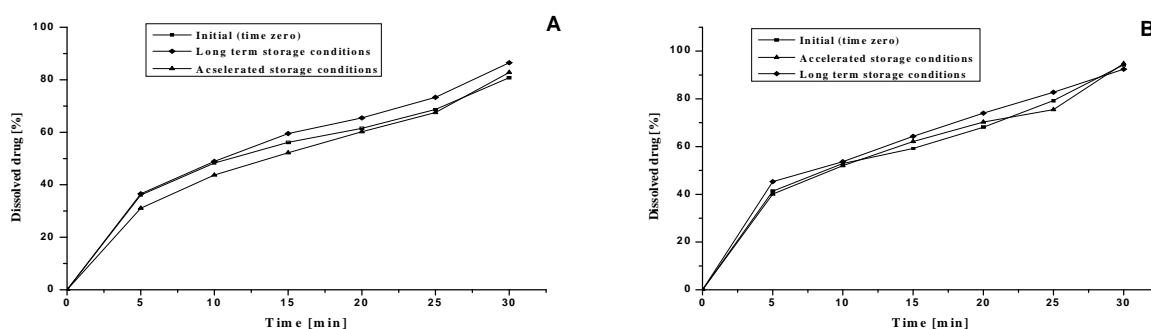 A
Initial (time zero)
Long term storage conditions
Acselerated storage conditions
Dissolved drug [%]
100
80
60
40
20
0
0 5 10 15 20 25 30
Time [min]
B
Initial (time zero)
Accelerated storage conditions
Long term storage conditions
Dissolved drug [%]
100
80
60
40
20
0
0 5 10 15 20 25 30
Time [min]